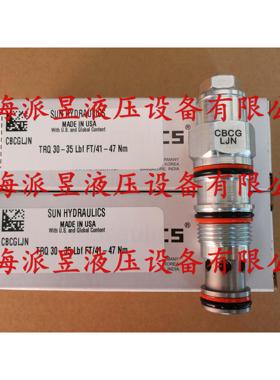 海派昱液压设备有限
SUN HYDRAULICS
MADE IN USA
With U.S. and Global Content
CBCGLJN
TRQ 30-35 Lbf FT/41-47 Nm
CBCG
LJN
海派昱液压设备有限
SUN HYDRAULICS
MADE IN USA
With U.S. and Global Content
CBCGLJN
TRQ 30-35 Lbf FT/41-47 Nm
CS
海派昱液压设备有限